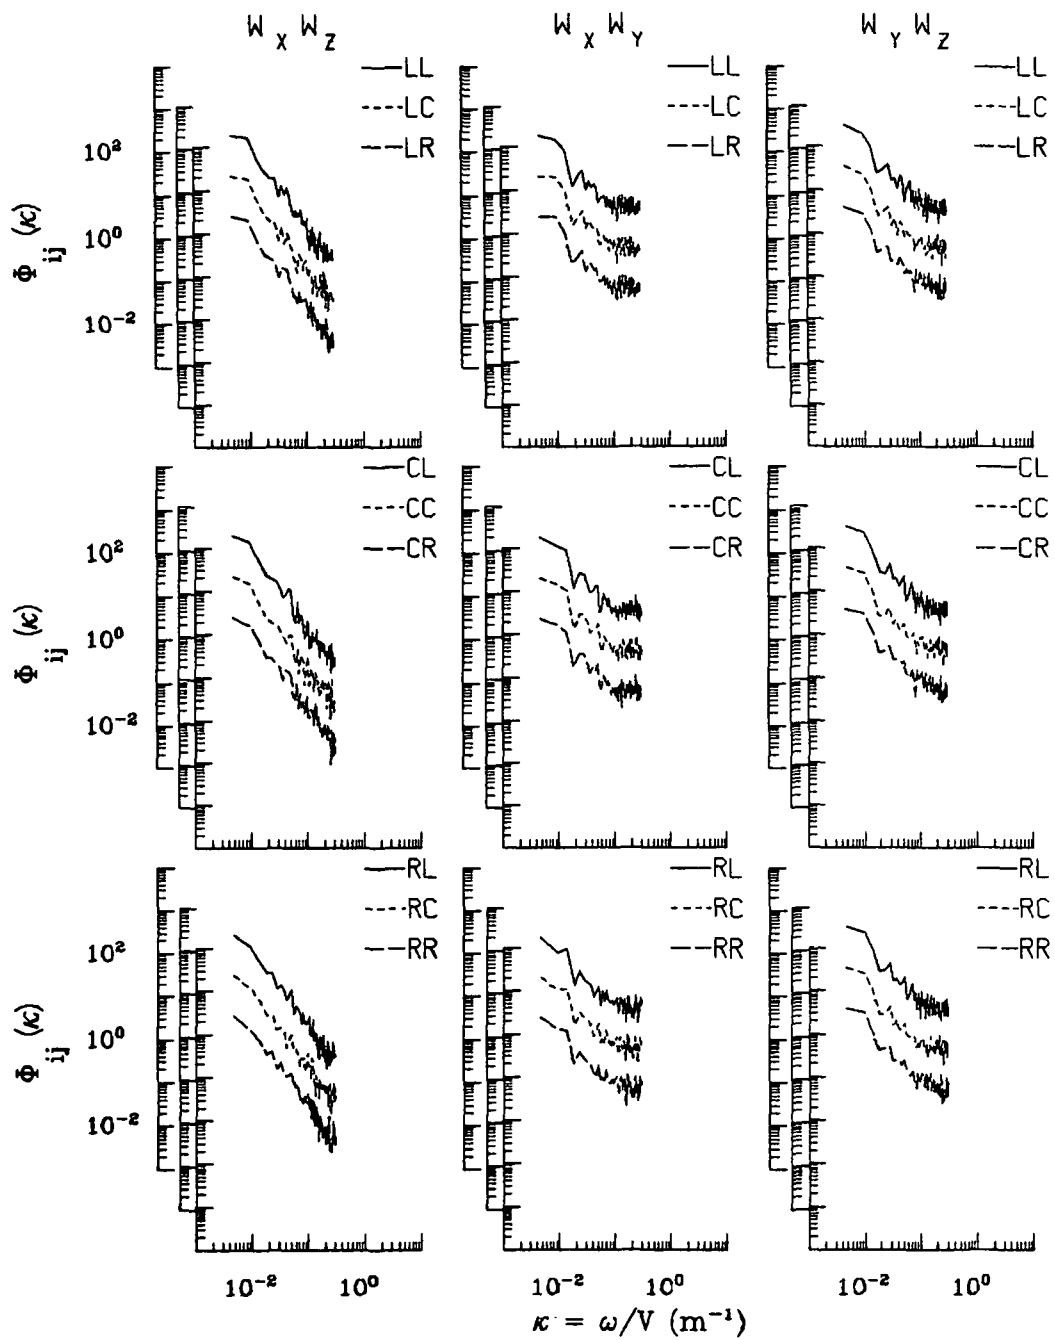 W X W Z W X W Y W Y W Z
LL LL LL
LC LC LC
LR LR LR
10² 10⁰ 10⁻²
Φ ij (κ)
CL CL CL
CC CC CC
CR CR CR
10² 10⁰ 10⁻²
Φ ij (κ)
RL RL RL
RC RC RC
RR RR RR
10² 10⁰ 10⁻²
Φ ij (κ)
10⁻² 10⁰ 10⁻² 10⁰ 10⁻² 10⁰
κ = ω/V (m⁻¹)